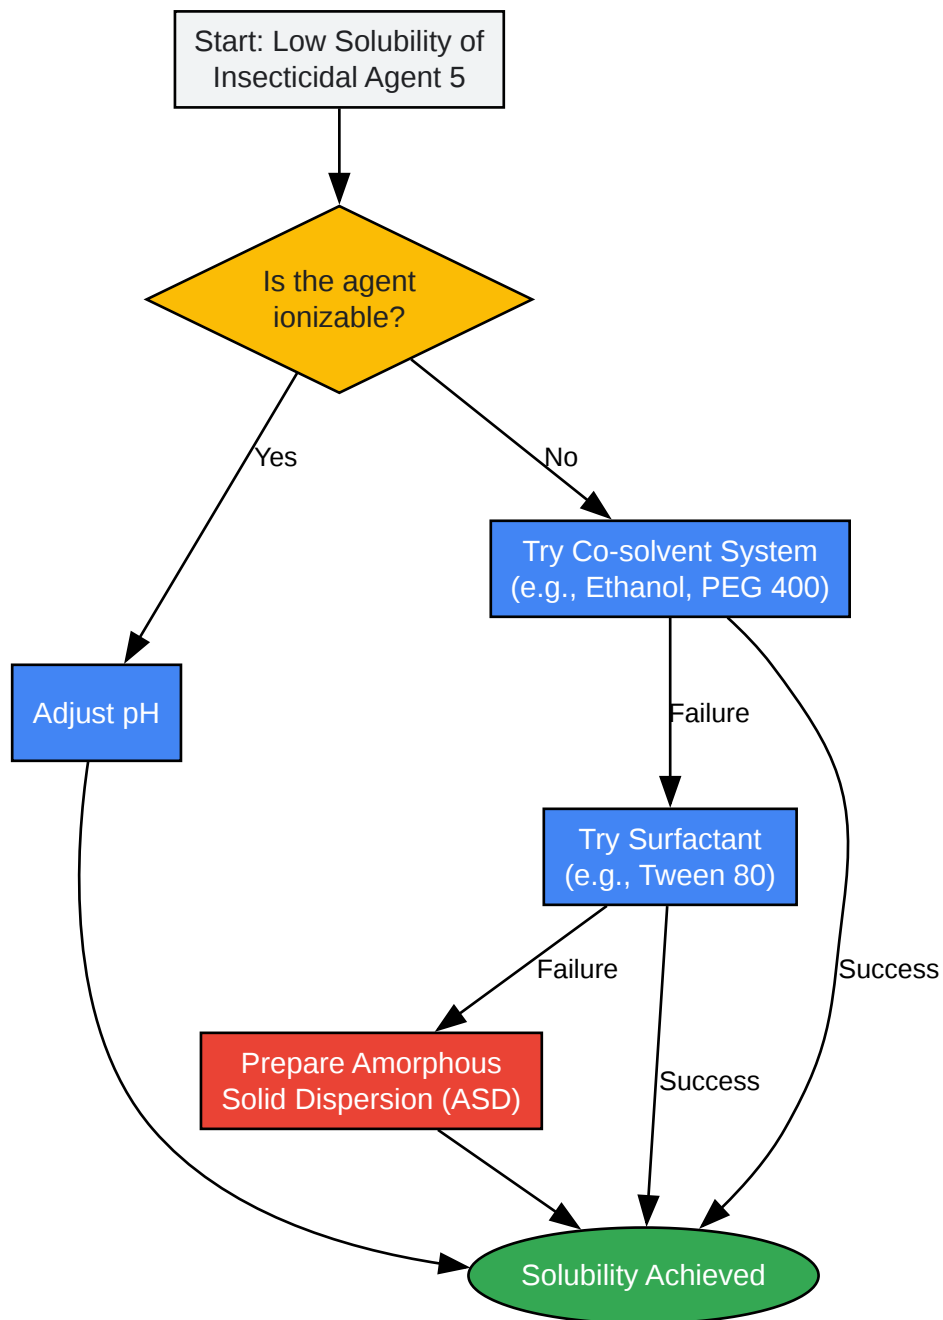 Start: Low Solubility of
Insecticidal Agent 5
Is the agent
ionizable?
Yes
No
Try Co-solvent System
(e.g., Ethanol, PEG 400)
Adjust pH
Failure
Try Surfactant
(e.g., Tween 80)
Failure
Success
Prepare Amorphous
Solid Dispersion (ASD)
Success
Solubility Achieved